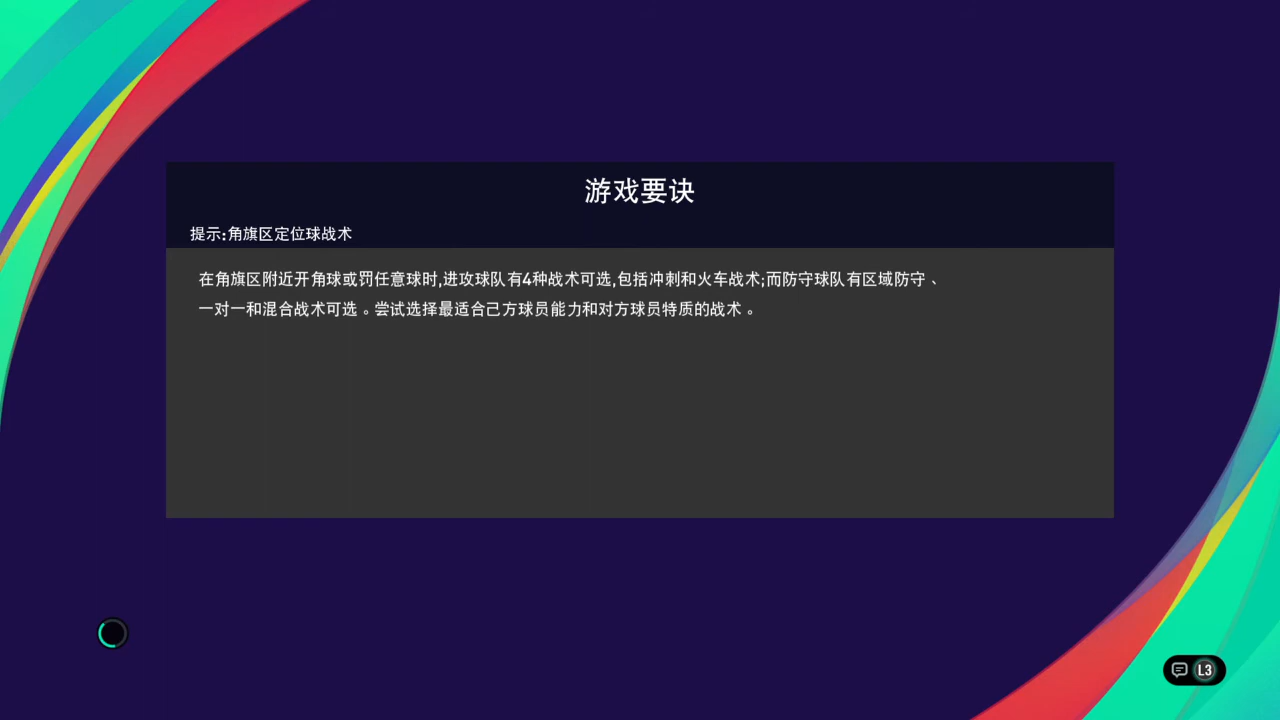 游戏要诀
提示:角旗区定位球战术
在角旗区附近开角球或罚任意球时,进攻球队有4种战术可选,包括冲刺和火车战术;而防守球队有区域防守、
一对一和混合战术可选。尝试选择最适合己方球员能力和对方球员特质的战术。
L3